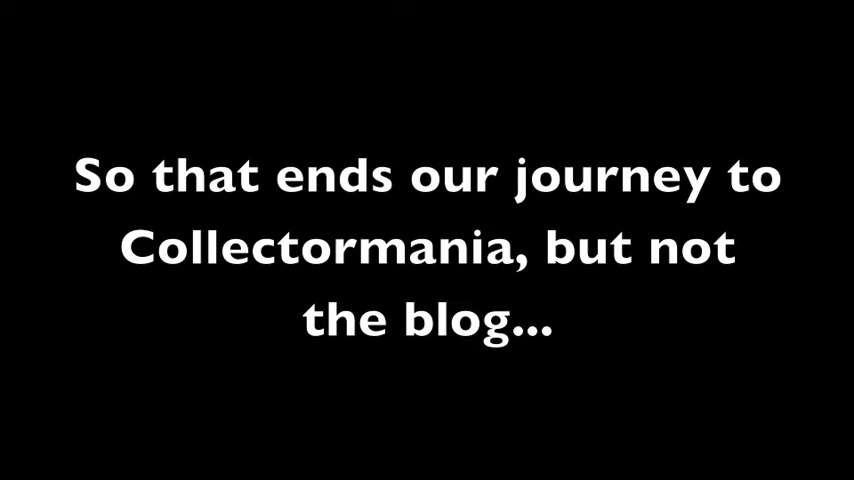 So that ends our journey to
Collectormania, but not
the blog...